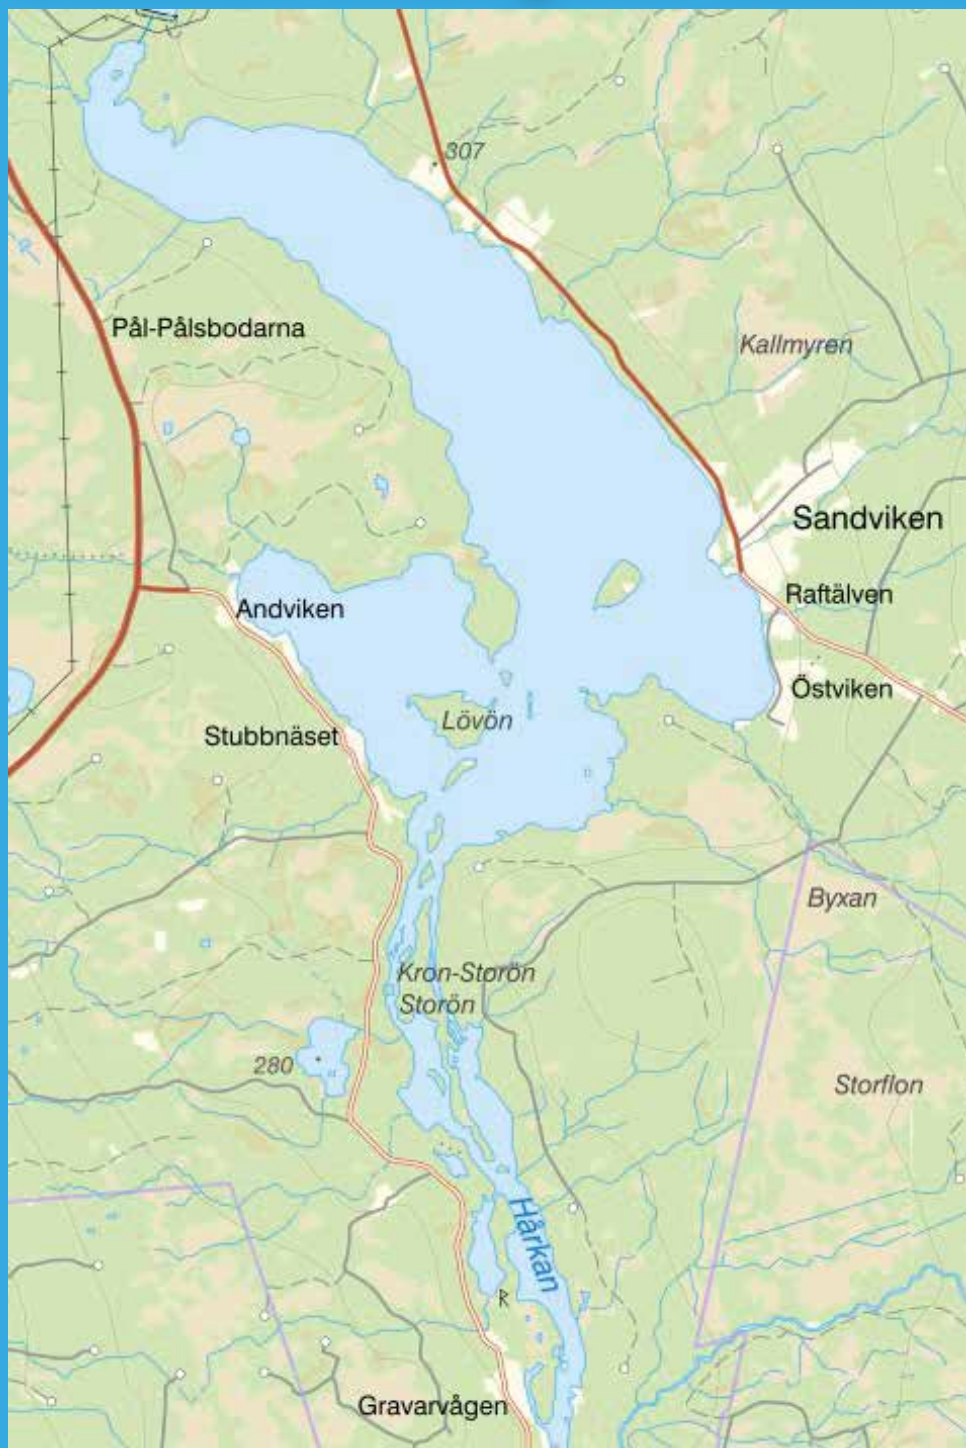 307
Pål-Pålsbodarna
Kallmyren
Sandviken
Raftälven
Andviken
Östviken
Lövön
Stubbnäset
Byxan
Kron-Storön
Storön
280
Storflon
Hårkan
R
Gravarvågen